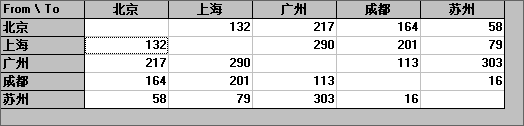 From \ To 北京 上海 广州 成都 苏州
北京 132 217 164 58
上海 132 290 201 79
广州 217 290 113 303
成都 164 201 113 16
苏州 58 79 303 16